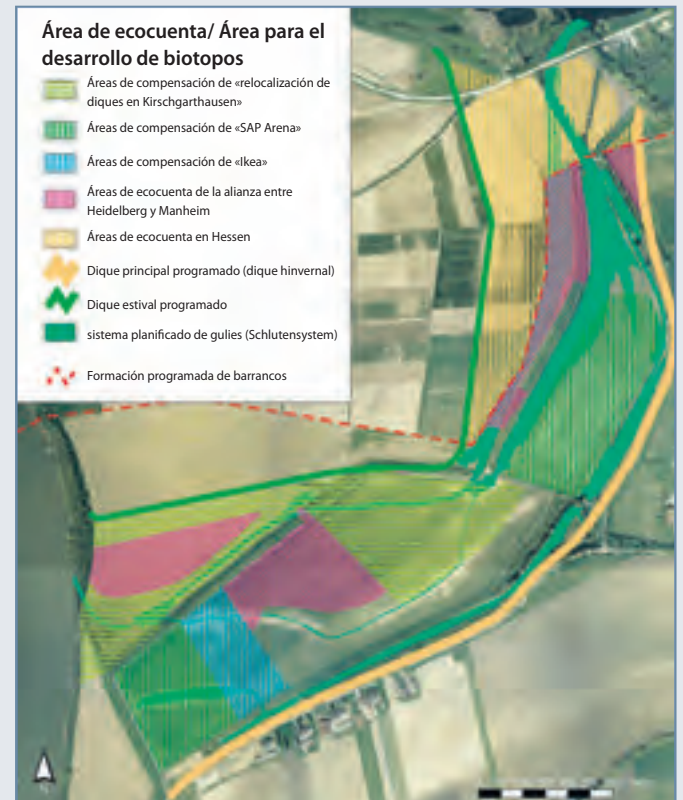 Área de ecocuenta/ Área para el
desarrollo de biotopos
Áreas de compensación de «relocalización de
diques en Kirschgarthausen»
Áreas de compensación de «SAP Arena»
Áreas de compensación de «Ikea»
Áreas de ecocuenta de la alianza entre
Heidelberg y Manheim
Áreas de ecocuenta en Hessen
Dique principal programado (dique hinvernal)
Dique estival programado
sistema planificado de gulies (Schlutensystem)
Formación programada de barrancos